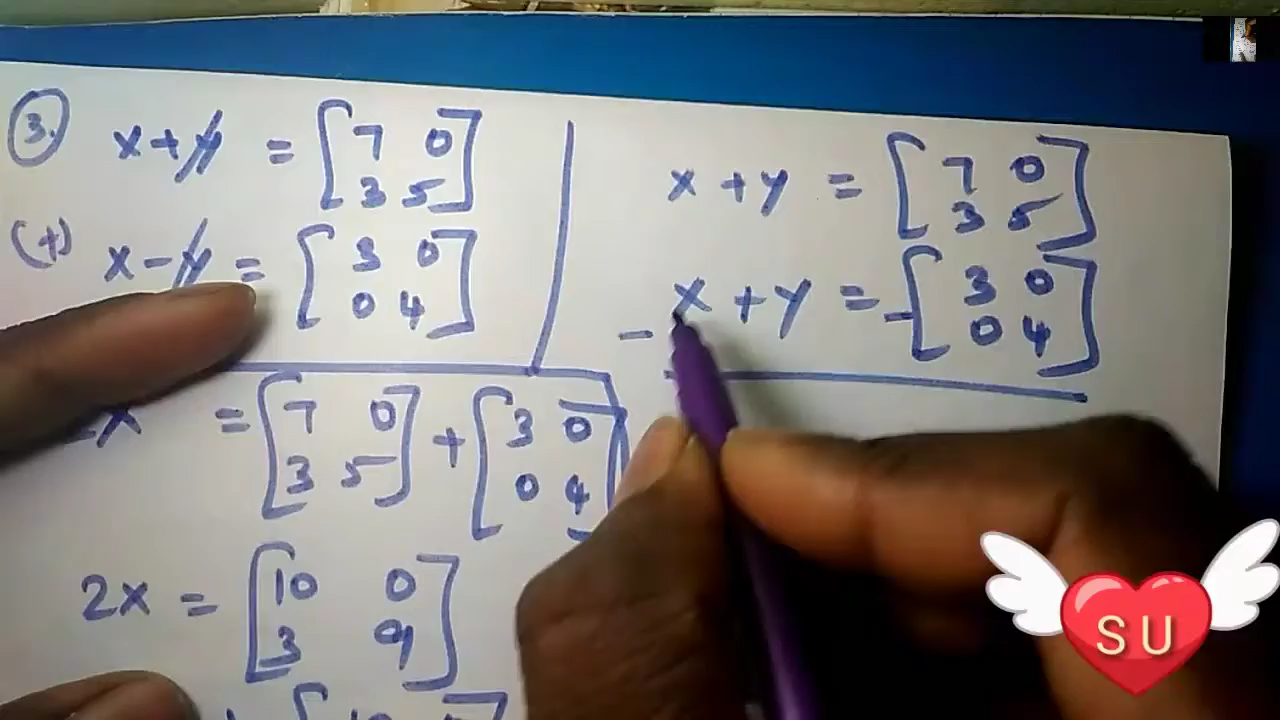 3. x+y = [7 0
3 5]
(+) x-y = [3 0
0 4]
x = [7 0
3 5] + [3 0
0 4]
2x = [10 0
3 9]
x+y = [7 0
3 5]
-x+y = -[3 0
0 4]
SU